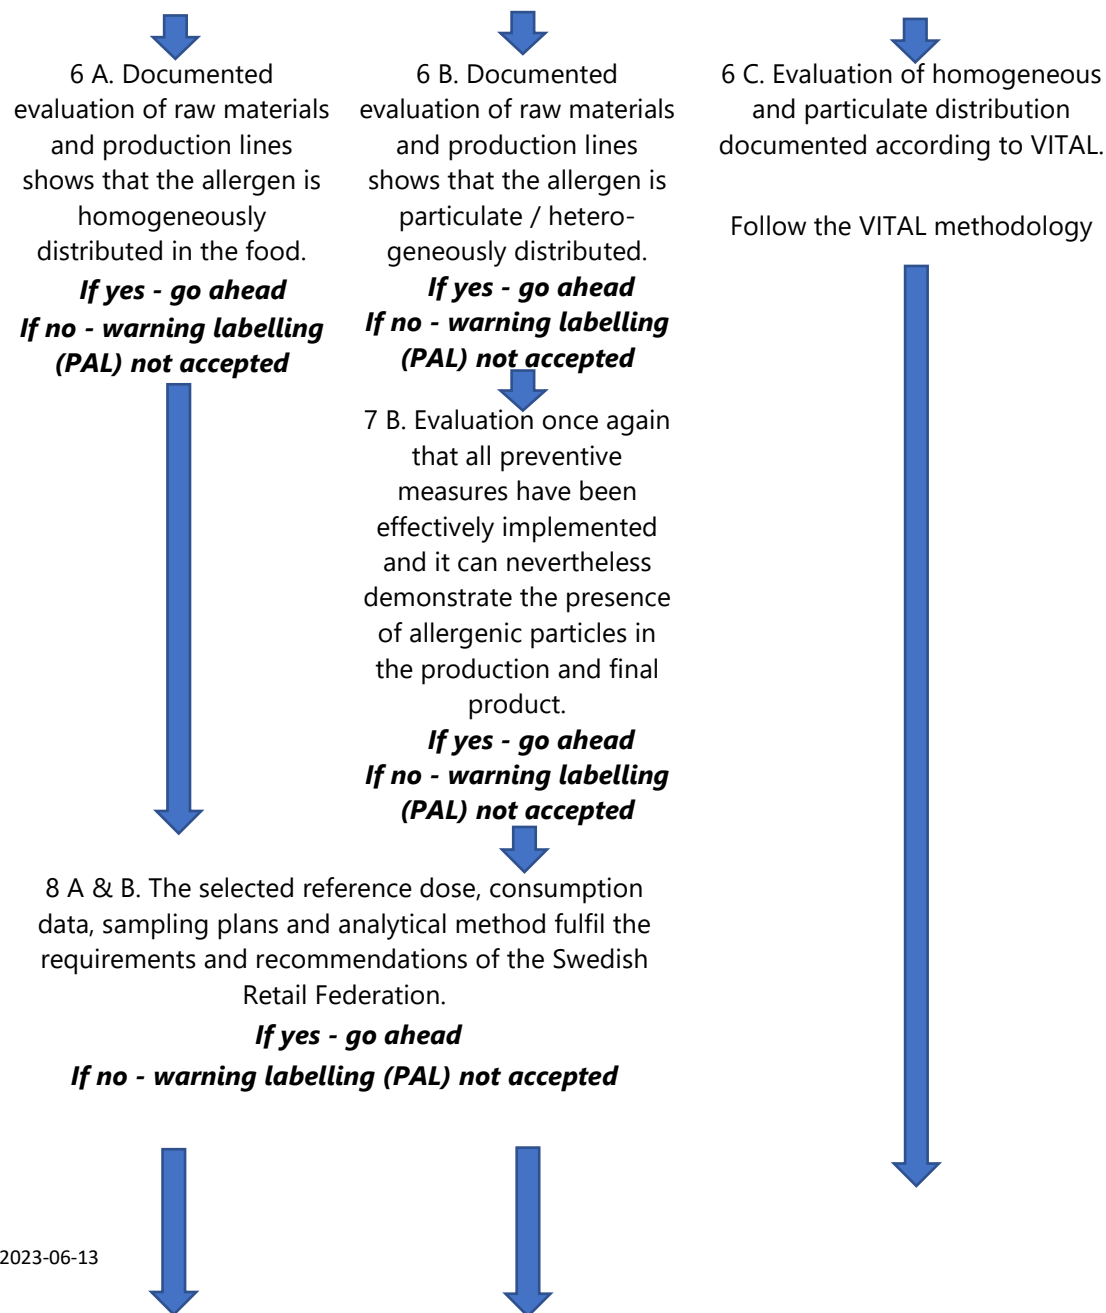 6 A. Documented
evaluation of raw materials
and production lines
shows that the allergen is
homogeneously
distributed in the food.
If yes - go ahead
If no - warning labelling
(PAL) not accepted
6 B. Documented
evaluation of raw materials
and production lines
shows that the allergen is
particulate / hetero-
geneously distributed.
If yes - go ahead
If no - warning labelling
(PAL) not accepted
6 C. Evaluation of homogeneous
and particulate distribution
documented according to VITAL.
Follow the VITAL methodology
7 B. Evaluation once again
that all preventive
measures have been
effectively implemented
and it can nevertheless
demonstrate the presence
of allergenic particles in
the production and final
product.
If yes - go ahead
If no - warning labelling
(PAL) not accepted
8 A & B. The selected reference dose, consumption
data, sampling plans and analytical method fulfil the
requirements and recommendations of the Swedish
Retail Federation.
If yes - go ahead
If no - warning labelling (PAL) not accepted
2023-06-13